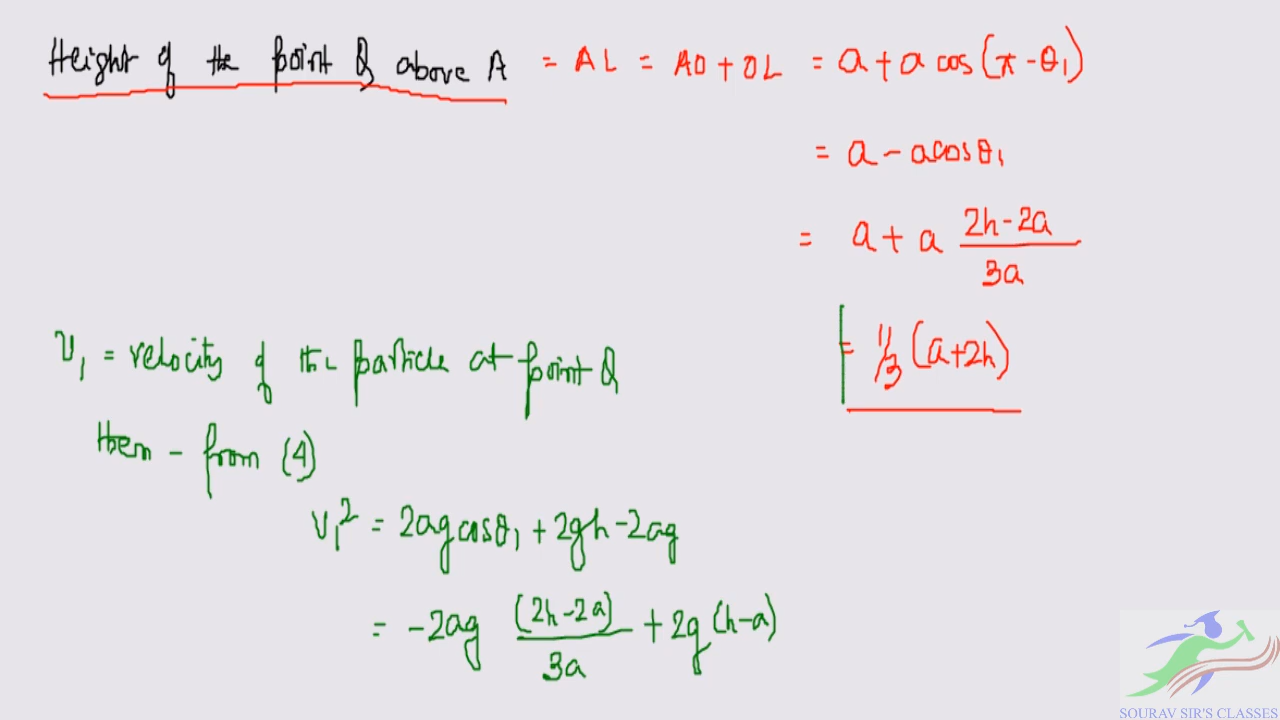 Height of the point Q above A = AL = AO + OL = a + a cos(π - θ₁)
= a - a cos θ₁
= a + a (2h - 2a)/3a
= 1/3 (a + 2h)
v₁ = velocity of the particle at point Q
then - from (4)
v₁² = 2ag cos θ₁ + 2gh - 2ag
= -2ag (2h - 2a)/3a + 2g (h - a)
SOURAV SIR'S CLASSES